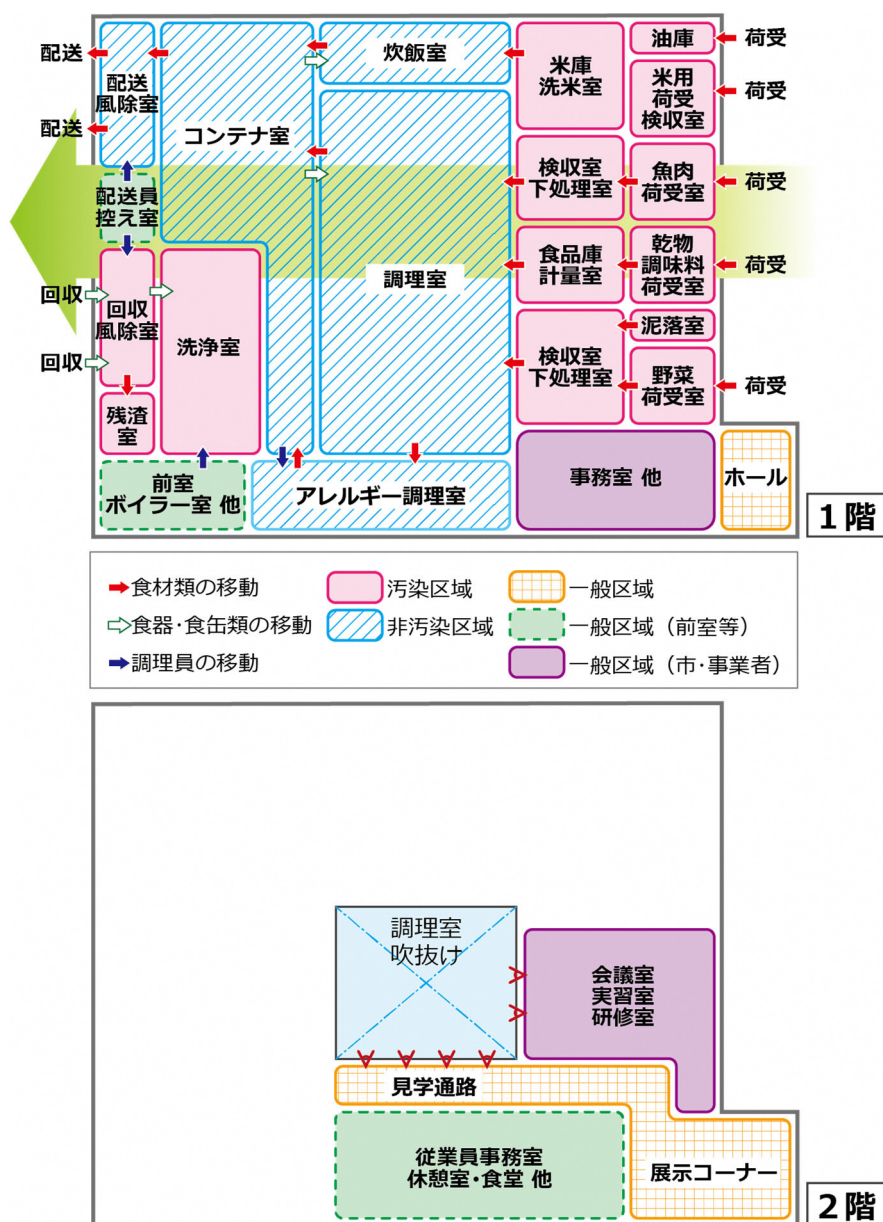 配送
配送
風除室
配送
コンテナ室
炊飯室
米庫
洗米室
油庫
荷受
米用
荷受
検収室
荷受
配送員
控え室
検収室
下処理室
魚肉
荷受室
荷受
調理室
食品庫
計量室
乾物
調味料
荷受室
荷受
回収
回収
風除室
回収
洗浄室
泥落室
検収室
下処理室
野菜
荷受室
荷受
残渣
室
前室
ボイラー室 他
アレルギー調理室
事務室 他
ホール
1階
食材類の移動
汚染区域
一般区域
食器・食缶類の移動
非汚染区域
一般区域(前室等)
調理員の移動
一般区域(市・事業者)
調理室
吹抜け
会議室
実習室
研修室
見学通路
従業員事務室
休憩室・食堂 他
展示コーナー
2階